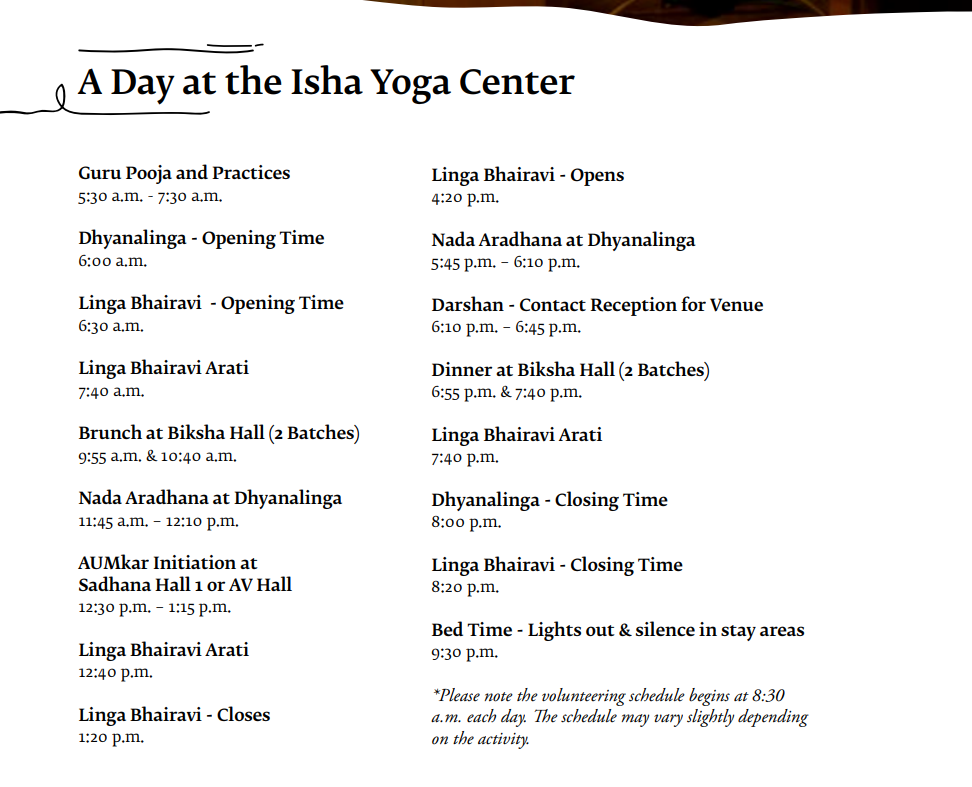 A Day at the Isha Yoga Center
Guru Pooja and Practices
5:30 a.m. - 7:30 a.m.
Dhyanalinga - Opening Time
6:00 a.m.
Linga Bhairavi  - Opening Time
6:30 a.m.
Linga Bhairavi Arati
7:40 a.m.
Brunch at Biksha Hall (2 Batches)
9:55 a.m. & 10:40 a.m.
Nada Aradhana at Dhyanalinga
11:45 a.m. – 12:10 p.m.
AUMkar Initiation at
Sadhana Hall 1 or AV Hall
12:30 p.m. – 1:15 p.m.
Linga Bhairavi Arati
12:40 p.m.
Linga Bhairavi - Closes
1:20 p.m.
Linga Bhairavi - Opens
4:20 p.m.
Nada Aradhana at Dhyanalinga
5:45 p.m. – 6:10 p.m.
Darshan - Contact Reception for Venue
6:10 p.m. – 6:45 p.m.
Dinner at Biksha Hall (2 Batches)
6:55 p.m. & 7:40 p.m.
Linga Bhairavi Arati
7:40 p.m.
Dhyanalinga - Closing Time
8:00 p.m.
Linga Bhairavi - Closing Time
8:20 p.m.
Bed Time - Lights out & silence in stay areas
9:30 p.m.
*Please note the volunteering schedule begins at 8:30
a.m. each day. The schedule may vary slightly depending
on the activity.